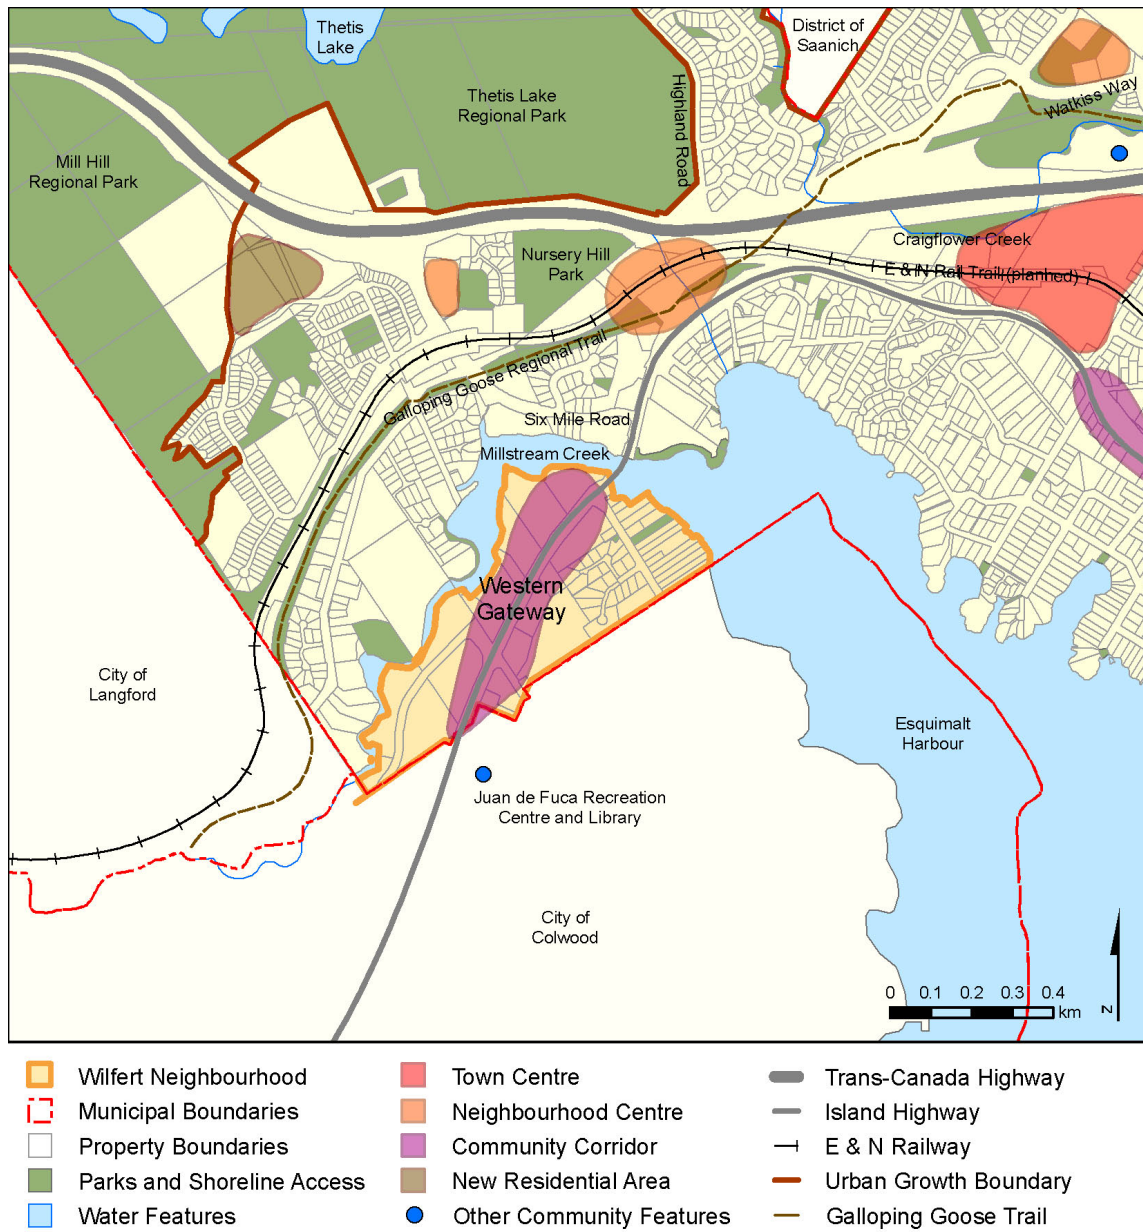 Thetis
Lake
District of
Saanich
Thetis Lake
Regional Park
Highland Road
Watkiss Way
Mill Hill
Regional Park
Nursery Hill
Park
Craigflower Creek
E & N Rail Trail (planned)
Galloping Goose Regional Trail
Six Mile Road
Millstream Creek
Western
Gateway
City of
Langford
Esquimalt
Harbour
Juan de Fuca Recreation
Centre and Library
City of
Colwood
0 0.1 0.2 0.3 0.4
km
N
Wilfert Neighbourhood
Municipal Boundaries
Property Boundaries
Parks and Shoreline Access
Water Features
Town Centre
Neighbourhood Centre
Community Corridor
New Residential Area
Other Community Features
Trans-Canada Highway
Island Highway
E & N Railway
Urban Growth Boundary
Galloping Goose Trail